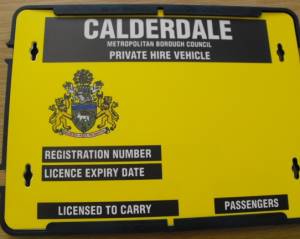 CALDERDALE
METROPOLITAN BOROUGH COUNCIL
PRIVATE HIRE VEHICLE
REGISTRATION NUMBER
LICENCE EXPIRY DATE
LICENSED TO CARRY
PASSENGERS